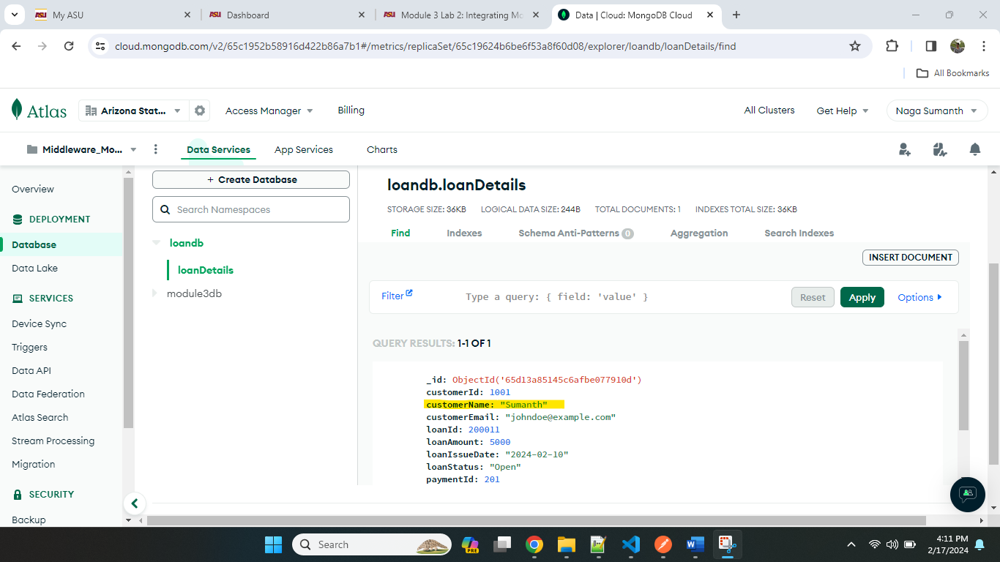 My ASU
Dashboard
Module 3 Lab 2: Integrating Mo
Data | Cloud: MongoDB Cloud
cloud.mongodb.com/v2/65c1952b58916d422b86a7b1#/metrics/replicaSet/65c19624b6be6f53a8f60d08/explorer/loandb/loanDetails/find
All Bookmarks
Atlas
Arizona Stat...
Access Manager
Billing
All Clusters
Get Help
Naga Sumanth
Middleware_Mo...
Data Services
App Services
Charts
Overview
DEPLOYMENT
Database
Data Lake
SERVICES
Device Sync
Triggers
Data API
Data Federation
Atlas Search
Stream Processing
Migration
SECURITY
Backup
+ Create Database
Search Namespaces
loandb
loanDetails
module3db
loandb.loanDetails
STORAGE SIZE: 36KB LOGICAL DATA SIZE: 244B TOTAL DOCUMENTS: 1 INDEXES TOTAL SIZE: 36KB
Find Indexes Schema Anti-Patterns 0 Aggregation Search Indexes
INSERT DOCUMENT
Filter Type a query: { field: 'value' } Reset Apply Options
QUERY RESULTS: 1-1 OF 1
_id: ObjectId('65d13a85145c6afbe077910d')
customerId: 1001
customerName: "Sumanth"
customerEmail: "johndoe@example.com"
loanId: 200011
loanAmount: 5000
loanIssueDate: "2024-02-10"
loanStatus: "Open"
paymentId: 201
Search
PRE
4:11 PM
2/17/2024